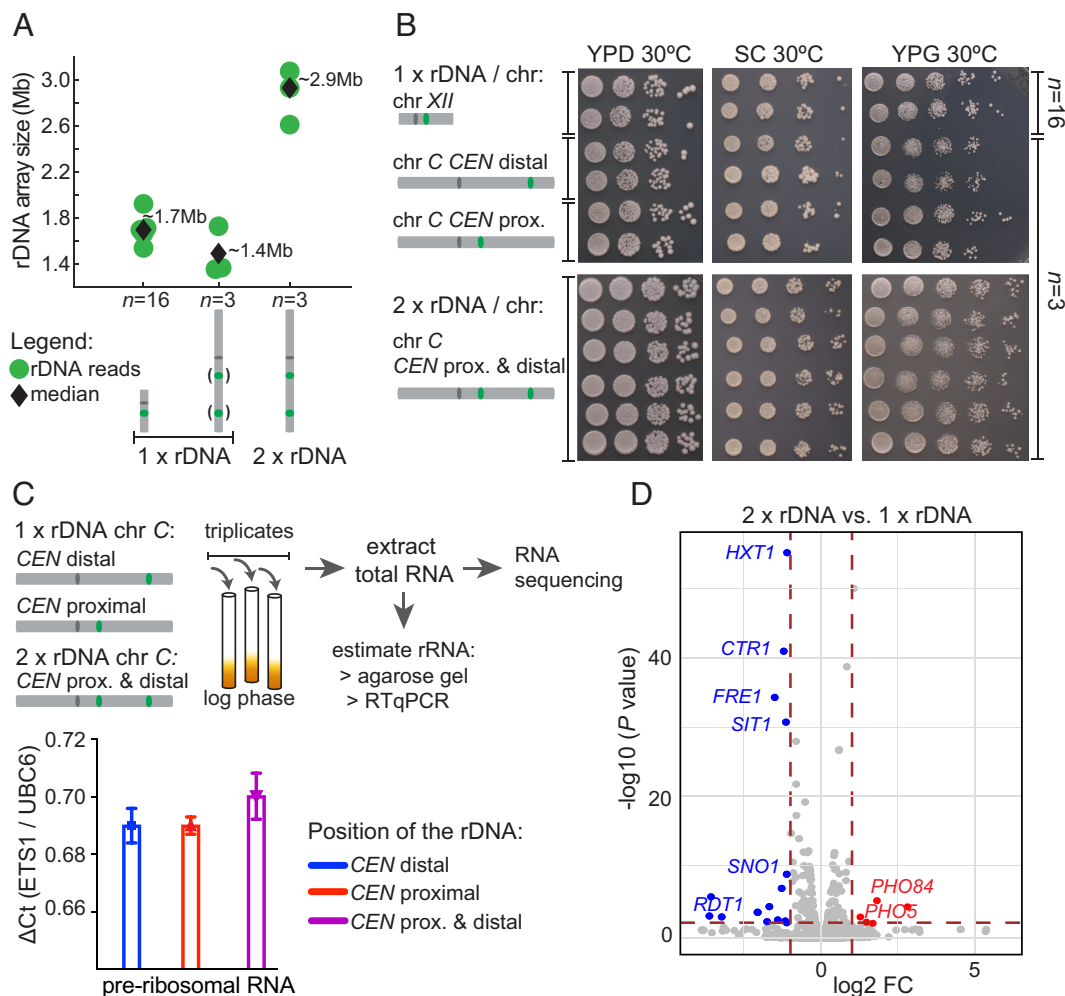 A
rDNA array size (Mb)
3.0
2.6
2.2
1.8
1.4
~1.7Mb
~1.4Mb
~2.9Mb
n=16
n=3
n=3
Legend:
rDNA reads
median
( )
( )
1 x rDNA
2 x rDNA
B
YPD 30ºC
SC 30ºC
YPG 30ºC
1 x rDNA / chr:
chr XII
chr C CEN distal
chr C CEN prox.
2 x rDNA / chr:
chr C
CEN prox. & distal
n=16
n=3
C
1 x rDNA chr C:
CEN distal
CEN proximal
2 x rDNA chr C:
CEN prox. & distal
triplicates
log phase
extract
total RNA
RNA
sequencing
estimate rRNA:
> agarose gel
> RTqPCR
ΔCt (ETS1 / UBC6)
0.72
0.70
0.68
0.66
pre-ribosomal RNA
Position of the rDNA:
CEN distal
CEN proximal
CEN prox. & distal
D
2 x rDNA vs. 1 x rDNA
-log10 (P value)
40
20
0
HXT1
CTR1
FRE1
SIT1
SNO1
RDT1
PHO84
PHO5
0
5
log2 FC